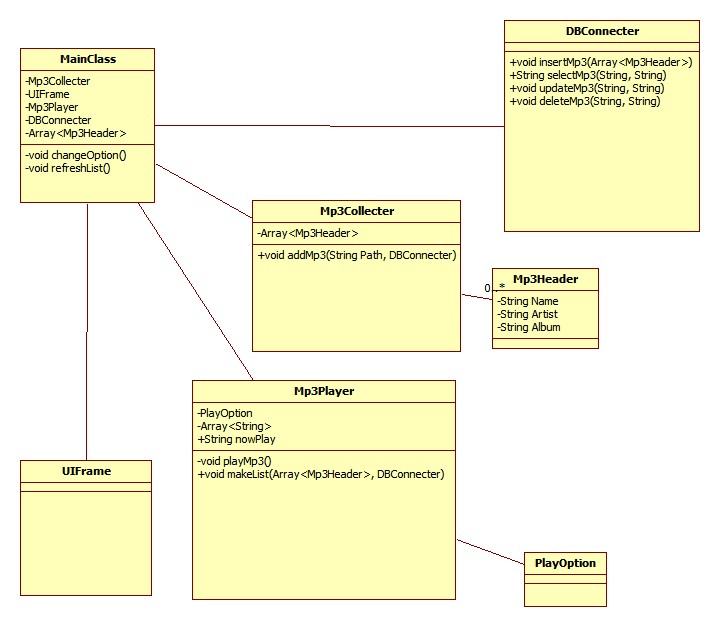 MainClass
-Mp3Collecter
-UIFrame
-Mp3Player
-DBConnecter
-Array<Mp3Header>
-void changeOption()
-void refreshList()
DBConnecter
+void insertMp3(Array<Mp3Header>)
+String selectMp3(String, String)
+void updateMp3(String, String)
+void deleteMp3(String, String)
Mp3Collecter
-Array<Mp3Header>
+void addMp3(String Path, DBConnecter)
0..*
Mp3Header
-String Name
-String Artist
-String Album
Mp3Player
-PlayOption
-Array<String>
+String nowPlay
-void playMp3()
+void makeList(Array<Mp3Header>, DBConnecter)
UIFrame
PlayOption